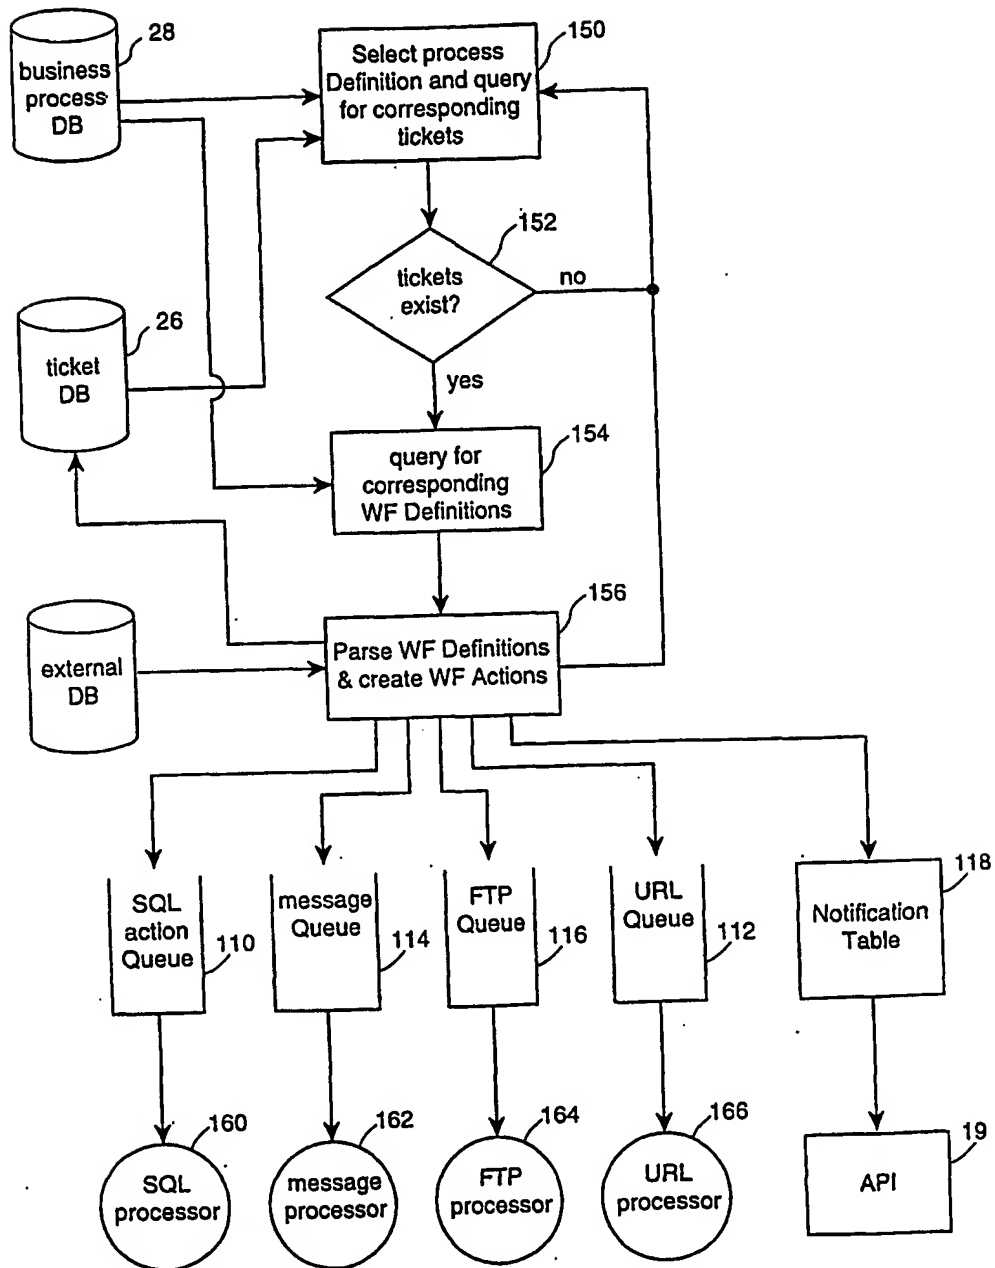 28
business
process
DB
150
Select process
Definition and query
for corresponding
tickets
152
tickets
exist?
no
yes
26
ticket
DB
154
query for
corresponding
WF Definitions
156
Parse WF Definitions
& create WF Actions
external
DB
SQL
action
Queue
110
message
Queue
114
FTP
Queue
116
URL
Queue
112
118
Notification
Table
160
SQL
processor
162
message
processor
164
FTP
processor
166
URL
processor
19
API